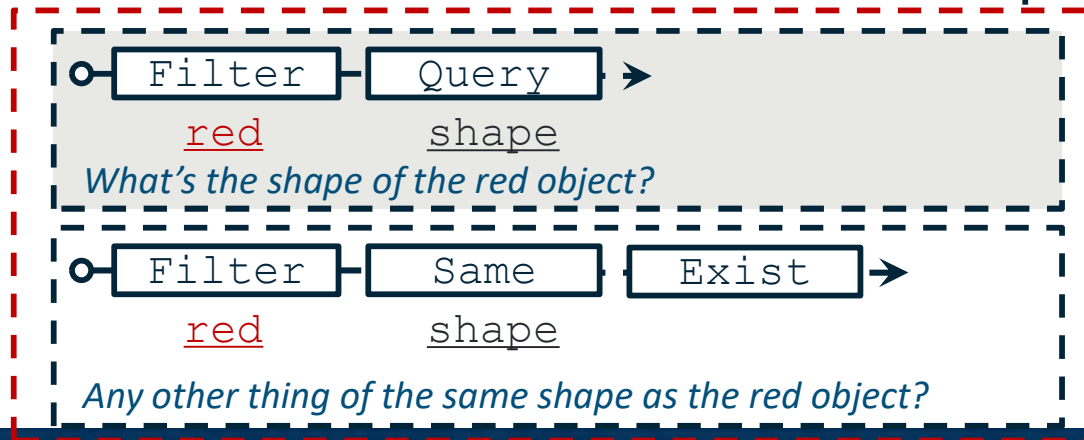 Filter Query
red shape
What's the shape of the red object?
Filter Same Exist
red shape
Any other thing of the same shape as the red object?